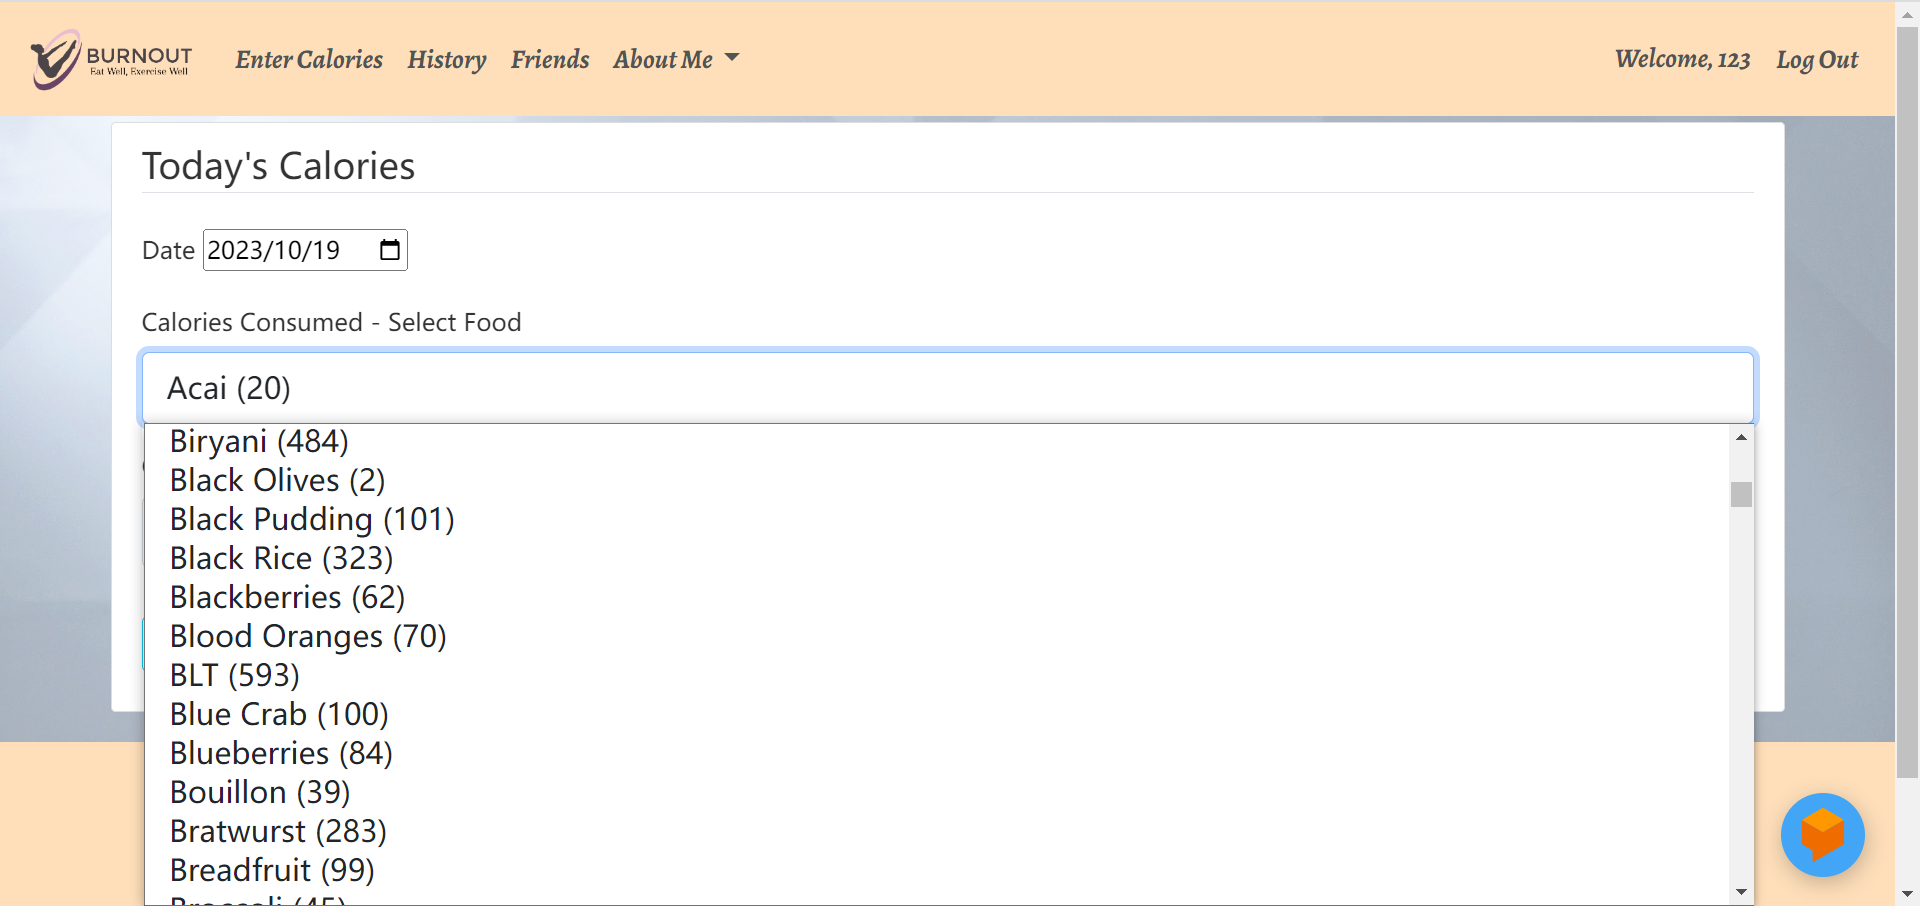 BURNOUT
Eat Well, Exercise Well
Enter Calories
History
Friends
About Me
Welcome, 123
Log Out
Today's Calories
Date 2023/10/19
Calories Consumed - Select Food
Acai (20)
Biryani (484)
Black Olives (2)
Black Pudding (101)
Black Rice (323)
Blackberries (62)
Blood Oranges (70)
BLT (593)
Blue Crab (100)
Blueberries (84)
Bouillon (39)
Bratwurst (283)
Breadfruit (99)
Broccoli (45)